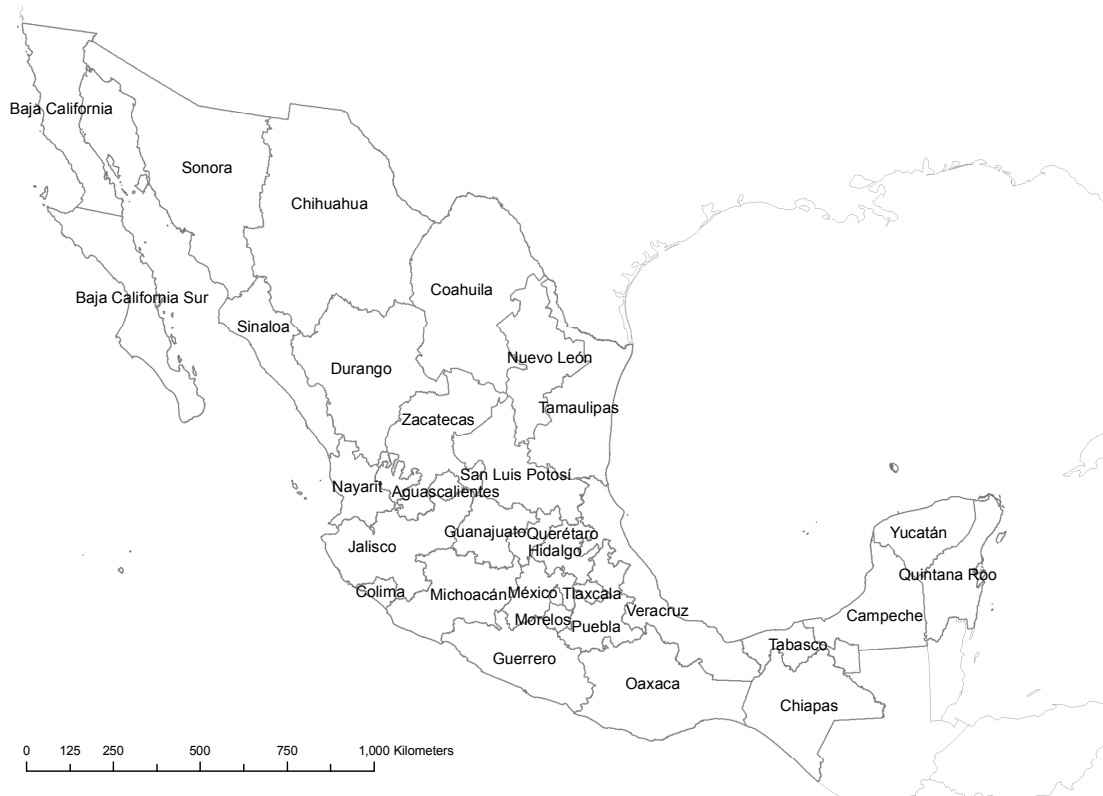 Baja California
Sonora
Chihuahua
Coahuila
Baja California Sur
Sinaloa
Nuevo León
Durango
Tamaulipas
Zacatecas
San Luis Potosí
Nayarit
Aguascalientes
Guanajuato
Querétaro
Yucatán
Jalisco
Hidalgo
Quintana Roo
Colima
Michoacán
México
Tlaxcala
Veracruz
Campeche
Morelos
Puebla
Tabasco
Guerrero
Oaxaca
Chiapas
0 125 250 500 750 1,000 Kilometers